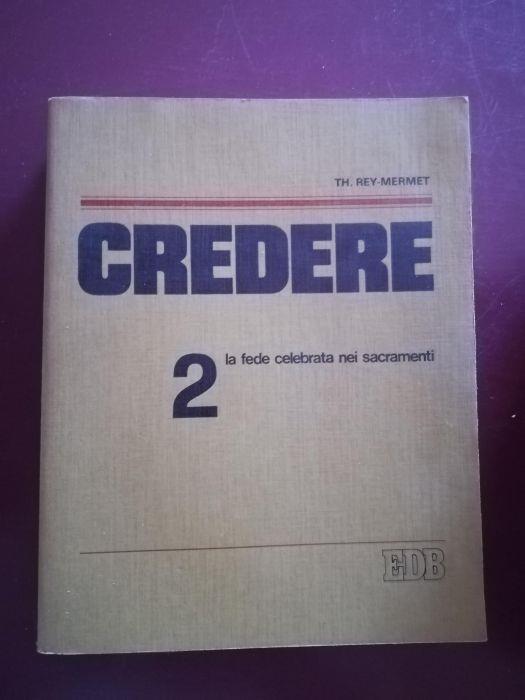 TH. REY-MERMET
CREDERE
2 la fede celebrata nei sacramenti
EDB